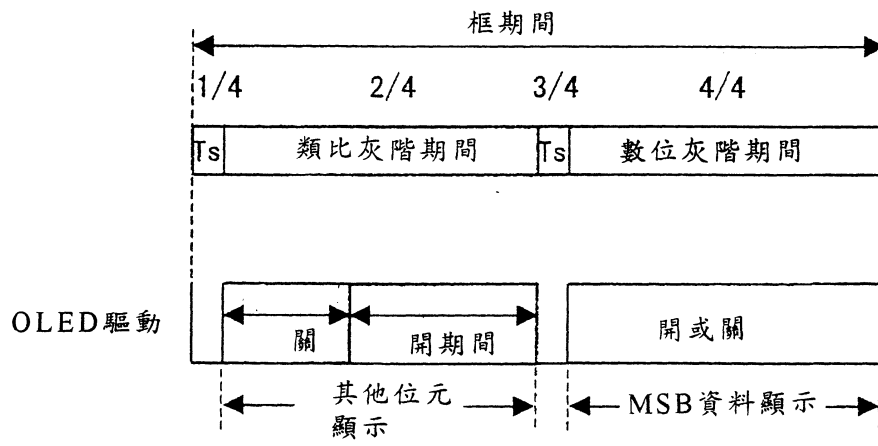 框期間
1/4 2/4 3/4 4/4
Ts 類比灰階期間 Ts 數位灰階期間
OLED驅動
關 開期間 開或關
其他位元
顯示
MSB資料顯示